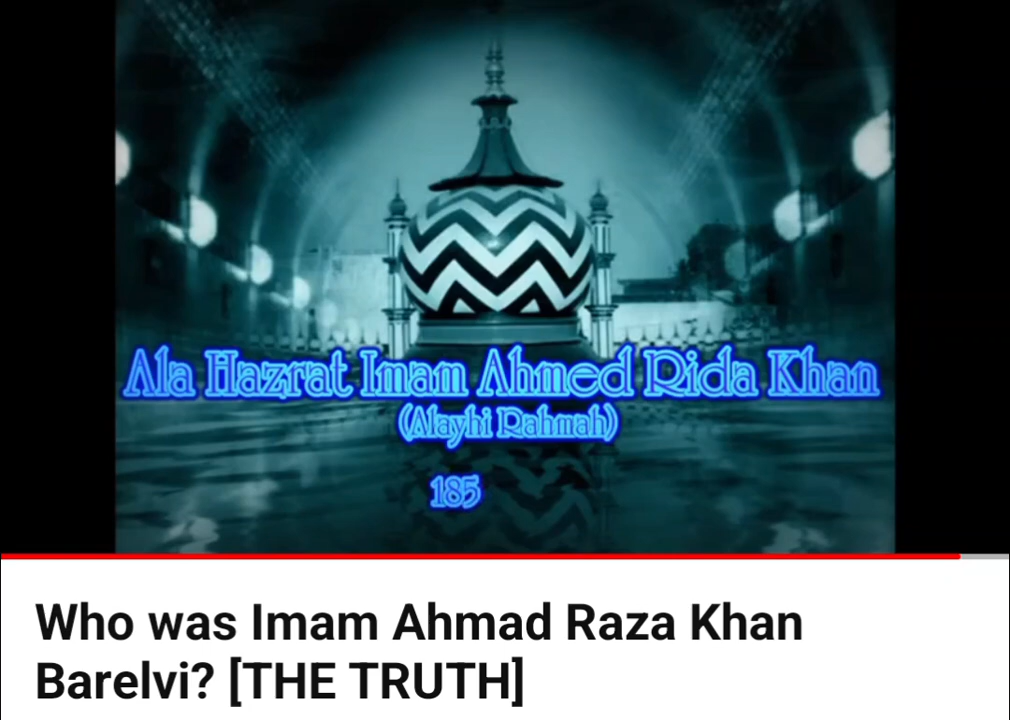 Ala Hazrat Imam Ahmed Rida Khan
(Alayhi Rahmah)
185
Who was Imam Ahmad Raza Khan
Barelvi? [THE TRUTH]